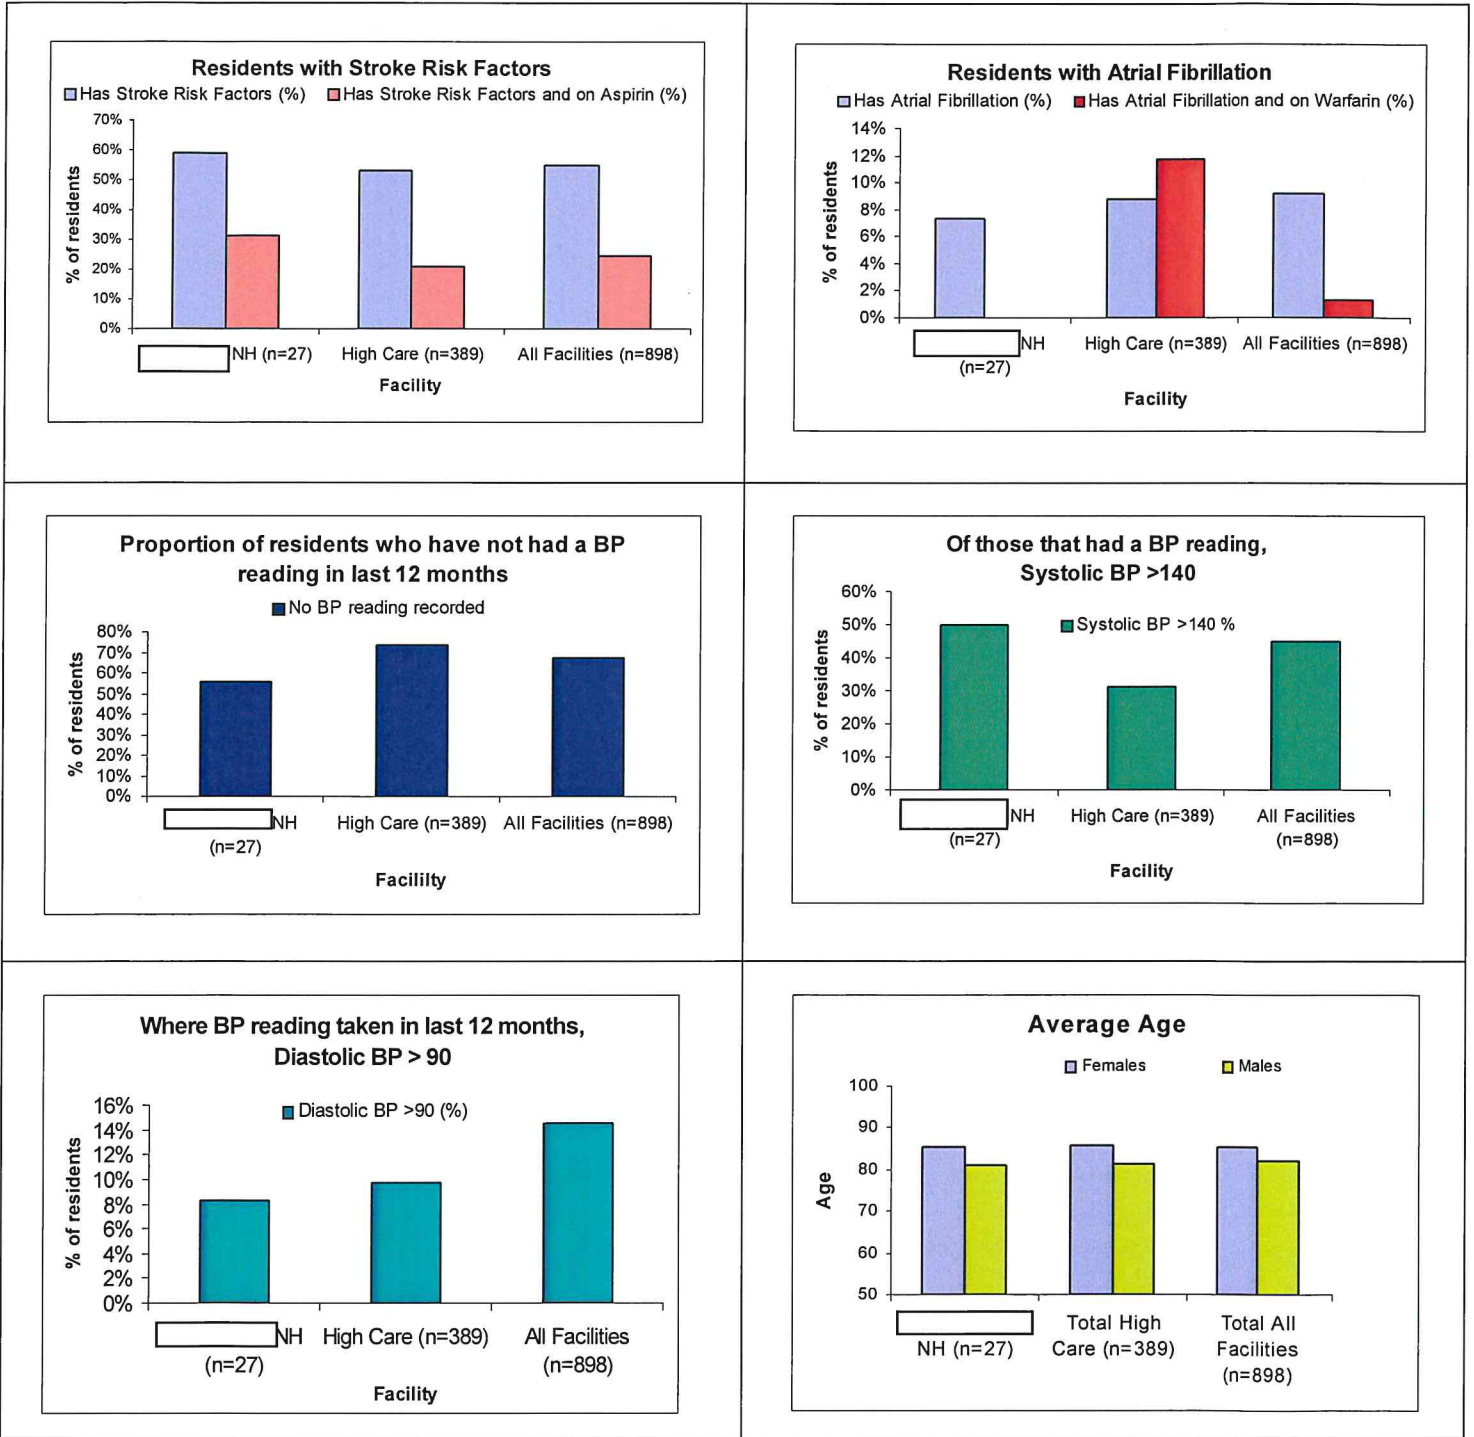 Residents with Stroke Risk Factors
Has Stroke Risk Factors (%) Has Stroke Risk Factors and on Aspirin (%)
70%
60%
50%
40%
30%
20%
10%
0%
% of residents
NH (n=27) High Care (n=389) All Facilities (n=898)
Facility
Residents with Atrial Fibrillation
Has Atrial Fibrillation (%) Has Atrial Fibrillation and on Warfarin (%)
14%
12%
10%
8%
6%
4%
2%
0%
% of residents
NH High Care (n=389) All Facilities (n=898)
(n=27)
Facility
Proportion of residents who have not had a BP
reading in last 12 months
No BP reading recorded
80%
70%
60%
50%
40%
30%
20%
10%
0%
% of residents
NH High Care (n=389) All Facilities (n=898)
(n=27)
Facililty
Of those that had a BP reading,
Systolic BP >140
Systolic BP >140 %
60%
50%
40%
30%
20%
10%
0%
% of residents
NH High Care (n=389) All Facilities
(n=27) (n=898)
Facility
Where BP reading taken in last 12 months,
Diastolic BP > 90
Diastolic BP >90 (%)
16%
14%
12%
10%
8%
6%
4%
2%
0%
% of residents
NH High Care (n=389) All Facilities
(n=27) (n=898)
Facility
Average Age
Females Males
100
90
80
70
60
50
Age
NH (n=27) Total High Total All
Care (n=389) Facilities
(n=898)